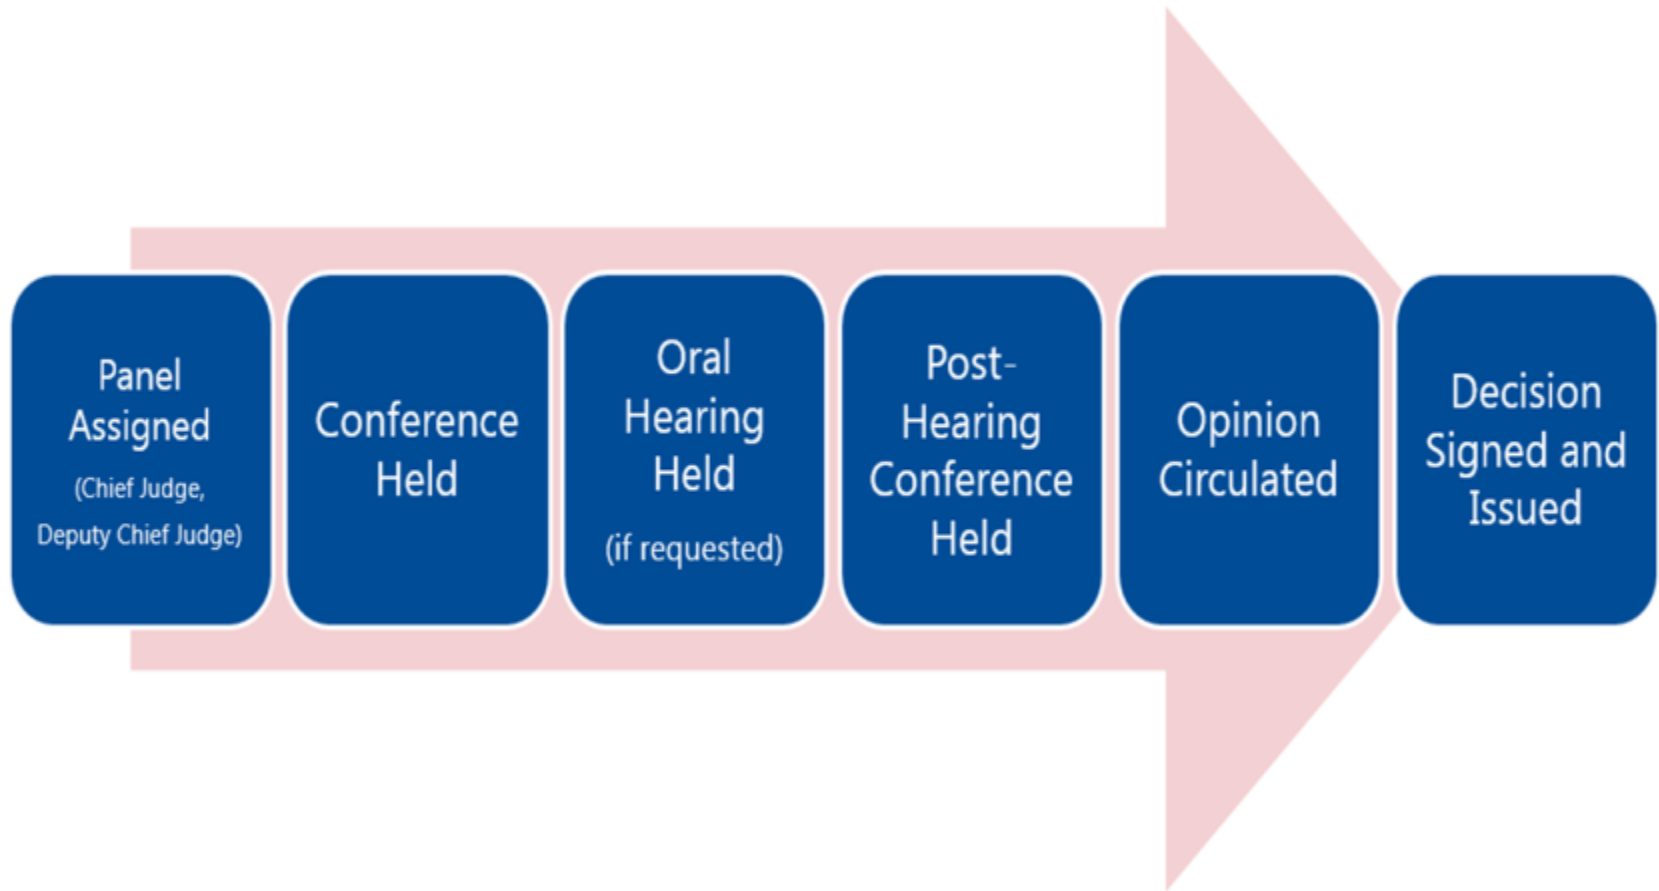 Panel
Assigned
(Chief Judge,
Deputy Chief Judge)
Conference
Held
Oral
Hearing
Held
(if requested)
Post-
Hearing
Conference
Held
Opinion
Circulated
Decision
Signed and
Issued